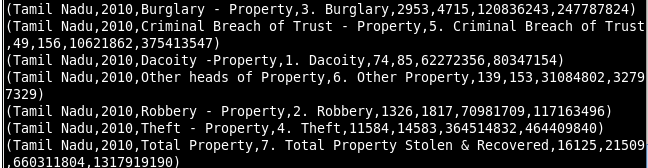 (Tamil Nadu,2010,Burglary - Property,3. Burglary,2953,4715,120836243,247787824)
(Tamil Nadu,2010,Criminal Breach of Trust - Property,5. Criminal Breach of Trust
,49,156,10621862,375413547)
(Tamil Nadu,2010,Dacoity -Property,1. Dacoity,74,85,62272356,80347154)
(Tamil Nadu,2010,Other heads of Property,6. Other Property,139,153,31084802,3279
7329)
(Tamil Nadu,2010,Robbery - Property,2. Robbery,1326,1817,70981709,117163496)
(Tamil Nadu,2010,Theft - Property,4. Theft,11584,14583,364514832,464409840)
(Tamil Nadu,2010,Total Property,7. Total Property Stolen & Recovered,16125,21509
,660311804,1317919190)